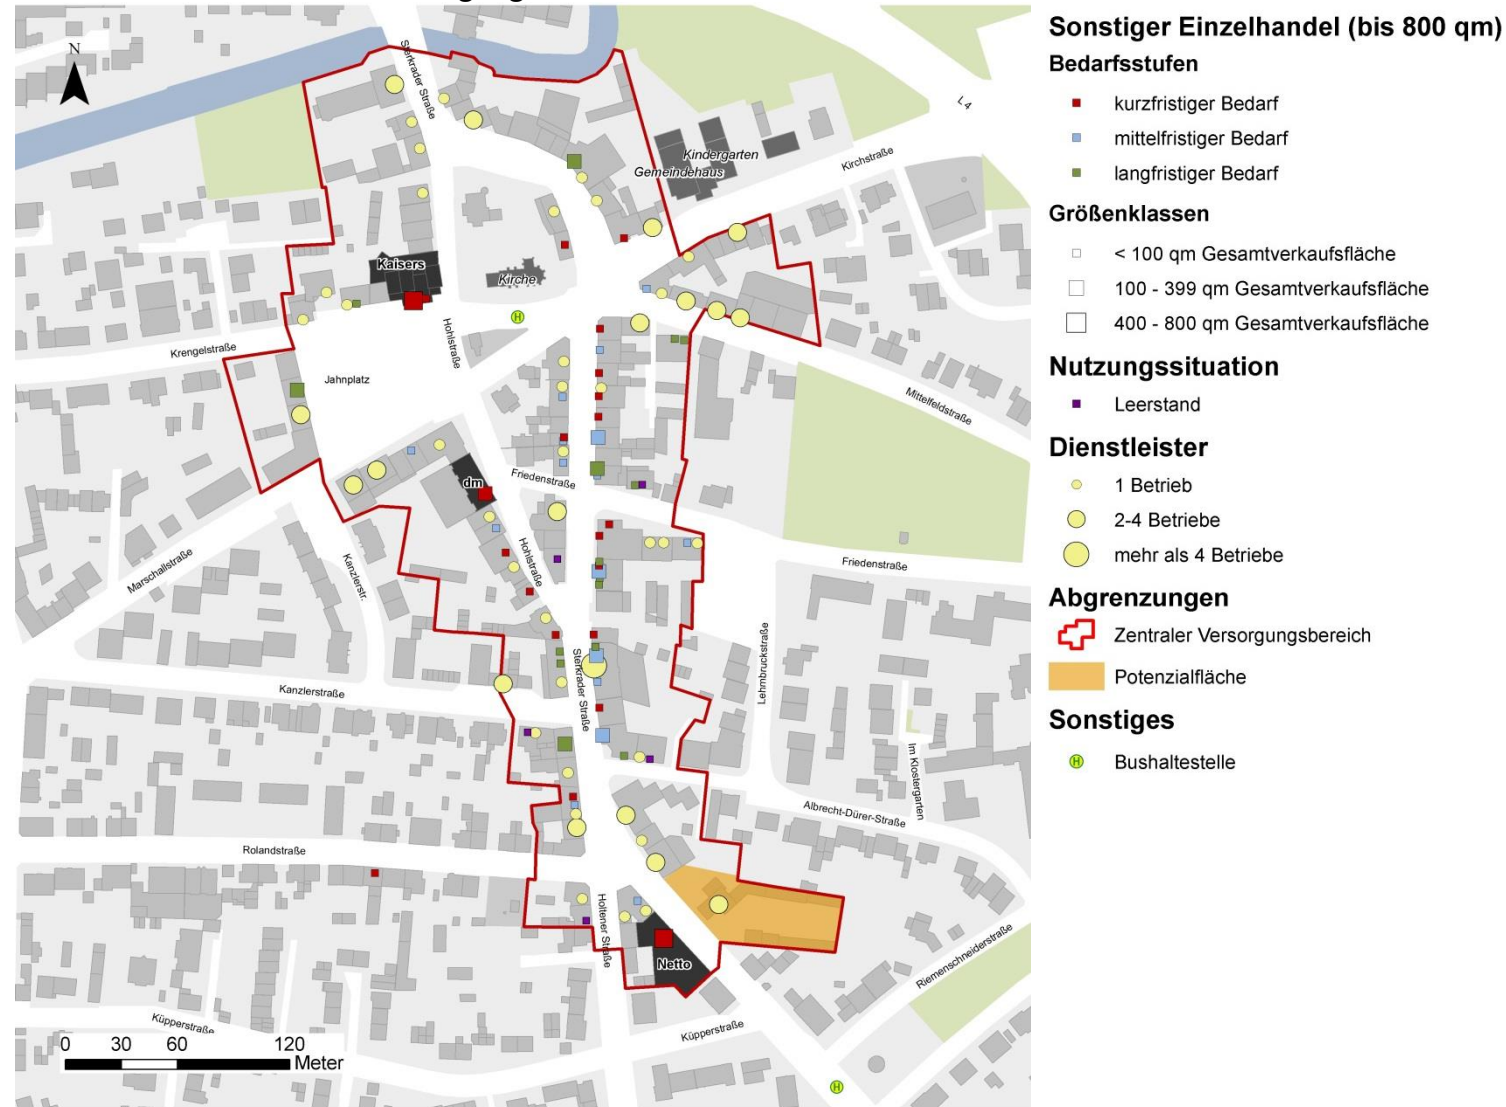 N
Sterkrader Straße
L 4
Kindergarten
Gemeindehaus
Kirchstraße
Kaisers
Kirche
H
Krengelstraße
Hohlstraße
Jahnplatz
Mittelfeldstraße
dm
Friedenstraße
Marschallstraße
Kanzlerstr.
Hohlstraße
Friedenstraße
Lehmbruckstraße
Sterkrader Straße
Kanzlerstraße
Im Klostergarten
Albrecht-Dürer-Straße
Rolandstraße
Holtener Straße
Netto
Riemenschneiderstraße
Küpperstraße
Küpperstraße
H
0 30 60 120
Meter
Sonstiger Einzelhandel (bis 800 qm)
Bedarfsstufen
kurzfristiger Bedarf
mittelfristiger Bedarf
langfristiger Bedarf
Größenklassen
< 100 qm Gesamtverkaufsfläche
100 - 399 qm Gesamtverkaufsfläche
400 - 800 qm Gesamtverkaufsfläche
Nutzungssituation
Leerstand
Dienstleister
1 Betrieb
2-4 Betriebe
mehr als 4 Betriebe
Abgrenzungen
Zentraler Versorgungsbereich
Potenzialfläche
Sonstiges
H Bushaltestelle